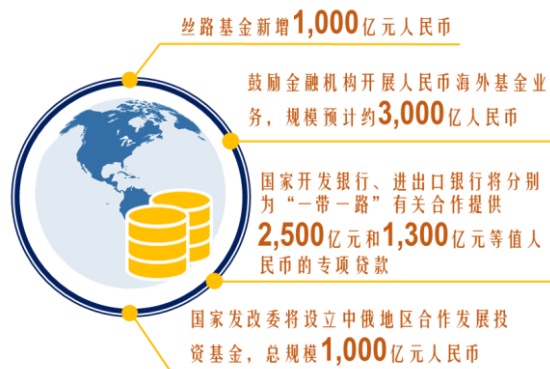 丝路基金新增1,000亿元人民币
鼓励金融机构开展人民币海外基金业
务，规模预计约3,000亿人民币
国家开发银行、进出口银行将分别
为“一带一路”有关合作提供
2,500亿元和1,300亿元等值人
民币的专项贷款
国家发改委将设立中俄地区合作发展投
资基金，总规模1,000亿元人民币